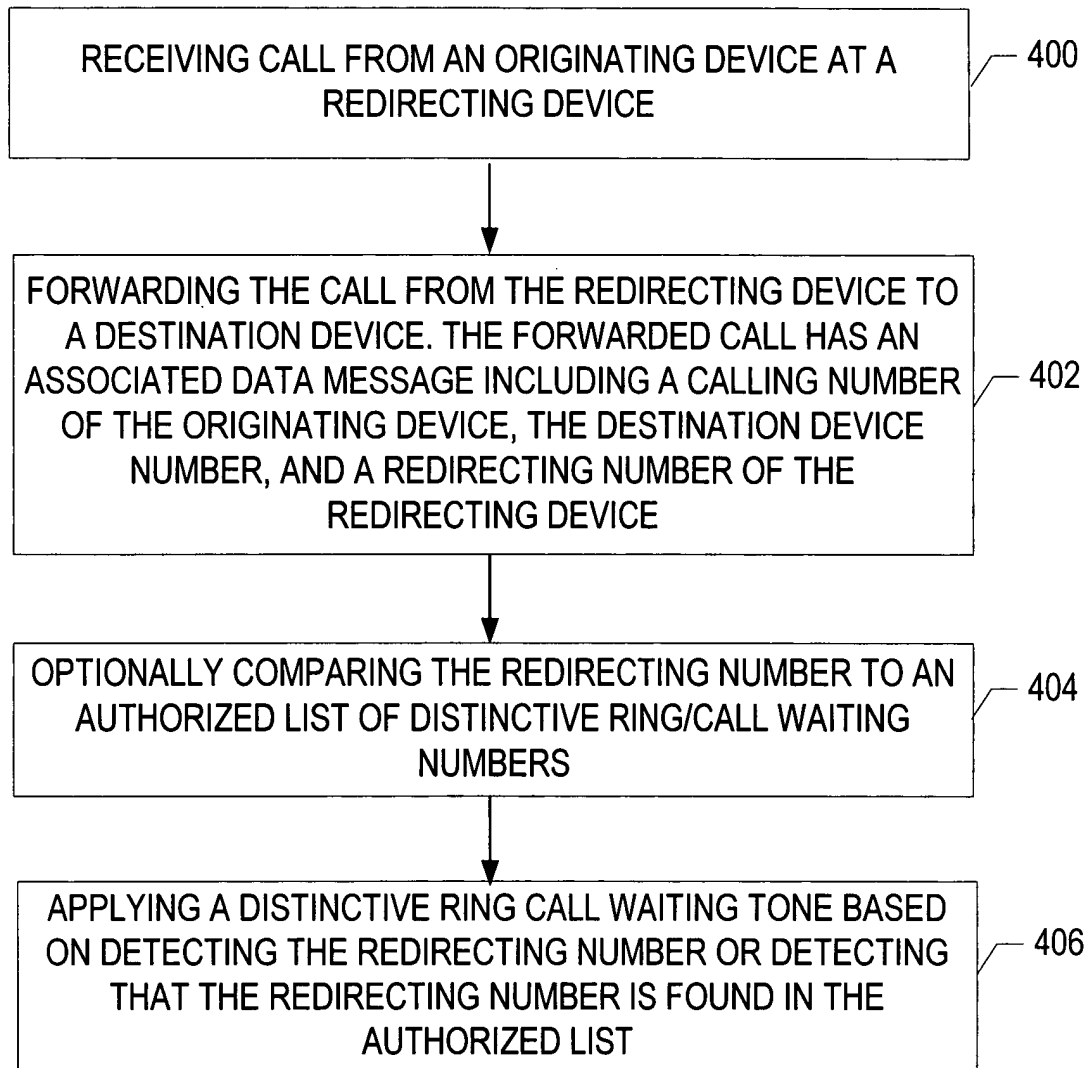 RECEIVING CALL FROM AN ORIGINATING DEVICE AT A
REDIRECTING DEVICE
400
FORWARDING THE CALL FROM THE REDIRECTING DEVICE TO
A DESTINATION DEVICE. THE FORWARDED CALL HAS AN
ASSOCIATED DATA MESSAGE INCLUDING A CALLING NUMBER
OF THE ORIGINATING DEVICE, THE DESTINATION DEVICE
NUMBER, AND A REDIRECTING NUMBER OF THE
REDIRECTING DEVICE
402
OPTIONALLY COMPARING THE REDIRECTING NUMBER TO AN
AUTHORIZED LIST OF DISTINCTIVE RING/CALL WAITING
NUMBERS
404
APPLYING A DISTINCTIVE RING CALL WAITING TONE BASED
ON DETECTING THE REDIRECTING NUMBER OR DETECTING
THAT THE REDIRECTING NUMBER IS FOUND IN THE
AUTHORIZED LIST
406